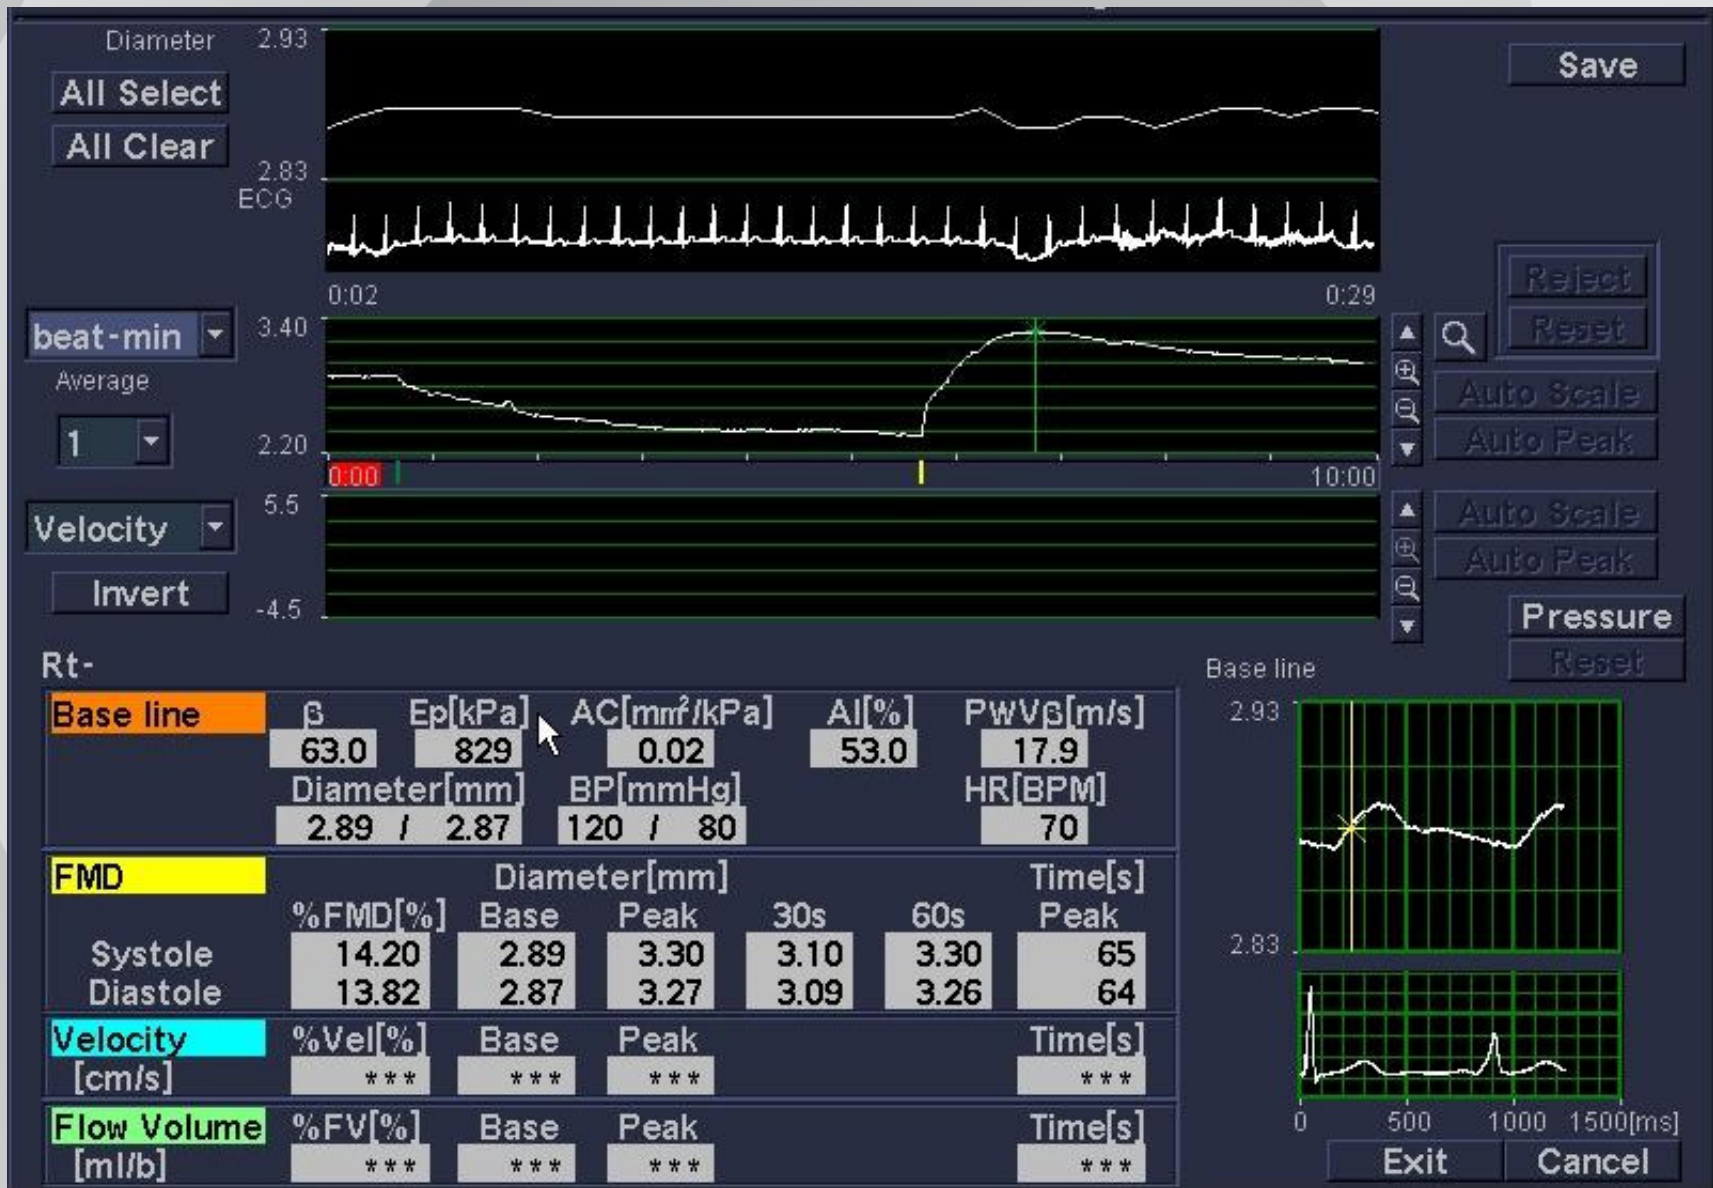 Diameter 2.93
Save
All Select
All Clear
2.83
ECG
0:02 0:29
Reject
Reset
beat-min 3.40
Average
1
2.20
Auto Scale
Auto Peak
0:00 10:00
5.5
Velocity
Auto Scale
Auto Peak
Invert
-4.5
Pressure
Reset
Rt-
Base line
Base line β Ep[kPa] AC[mm²/kPa] AI[%] PWVβ[m/s]
63.0 829 0.02 53.0 17.9
Diameter[mm] BP[mmHg] HR[BPM]
2.89 / 2.87 120 / 80 70
2.93
2.83
FMD Diameter[mm] Time[s]
%FMD[%] Base Peak 30s 60s Peak
Systole 14.20 2.89 3.30 3.10 3.30 65
Diastole 13.82 2.87 3.27 3.09 3.26 64
Velocity %Vel[%] Base Peak Time[s]
[cm/s] *** *** *** ***
Flow Volume %FV[%] Base Peak Time[s]
[ml/b] *** *** *** ***
0 500 1000 1500[ms]
Exit Cancel